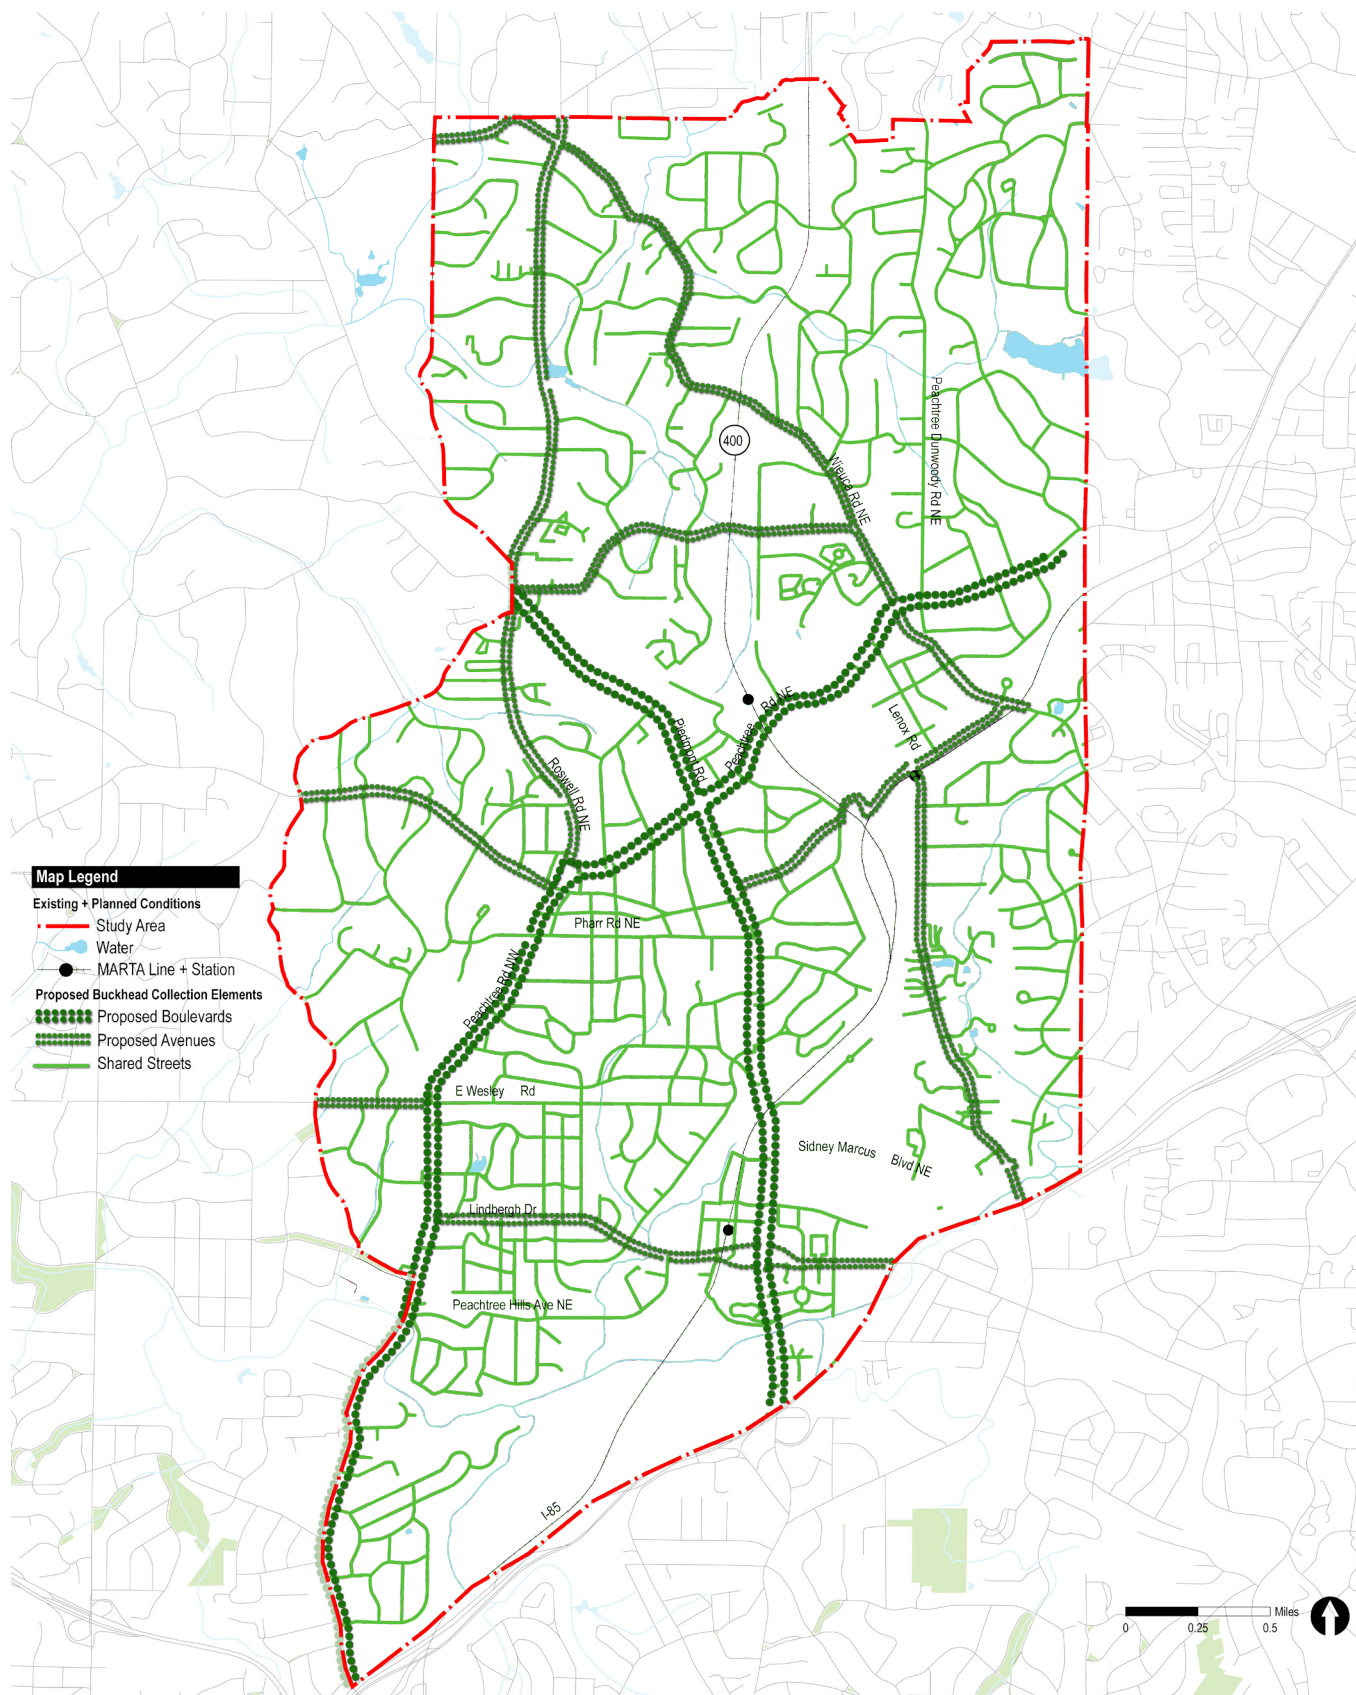 Peachtree Dunwoody Rd NE
400
Wieuca Rd NE
Piedmont Rd
Peachtree Rd NE
Lenox Rd
Roswell Rd NE
Map Legend
Existing + Planned Conditions
Study Area
Water
MARTA Line + Station
Proposed Buckhead Collection Elements
Proposed Boulevards
Proposed Avenues
Shared Streets
Pharr Rd NE
Peachtree Rd NW
E Wesley Rd
Sidney Marcus Blvd NE
Lindbergh Dr
Peachtree Hills Ave NE
I-85
Miles
0 0.25 0.5